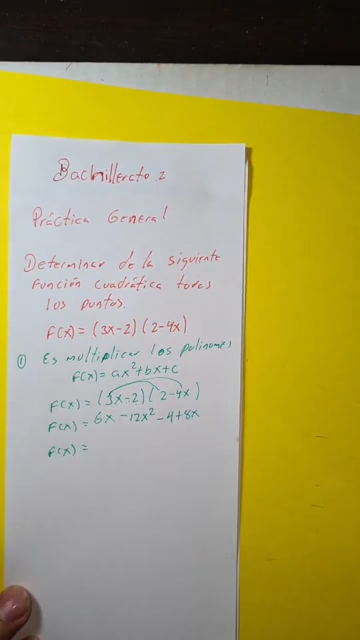 Bachillerato 2
Práctica General
Determinar de la siguiente
función cuadrática todos
los puntos.
F(x) = (3x-2)(2-4x)
① Es multiplicar los polinomios
F(x) = ax²+bx+c
F(x) = (3x-2)(2-4x)
F(x) = 6x -12x² -4+8x
F(x) =